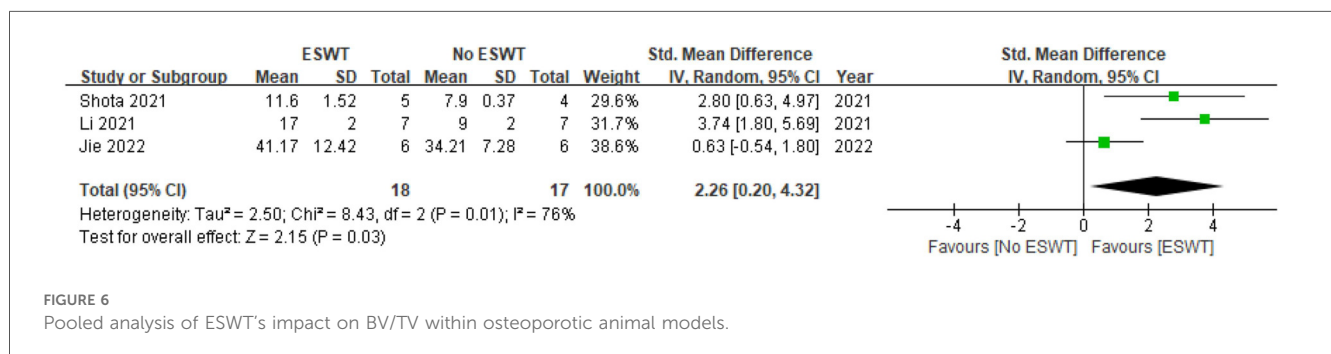 ESWT No ESWT Std. Mean Difference Std. Mean Difference
Study or Subgroup Mean SD Total Mean SD Total Weight IV, Random, 95% CI Year IV, Random, 95% CI
Shota 2021 11.6 1.52 5 7.9 0.37 4 29.6% 2.80 [0.63, 4.97] 2021
Li 2021 17 2 7 9 2 7 31.7% 3.74 [1.80, 5.69] 2021
Jie 2022 41.17 12.42 6 34.21 7.28 6 38.6% 0.63 [-0.54, 1.80] 2022
Total (95% CI) 18 17 100.0% 2.26 [0.20, 4.32]
Heterogeneity: Tau² = 2.50; Chi² = 8.43, df = 2 (P = 0.01); I² = 76%
Test for overall effect: Z = 2.15 (P = 0.03)
-4 -2 0 2 4
Favours [No ESWT] Favours [ESWT]
FIGURE 6
Pooled analysis of ESWT’s impact on BV/TV within osteoporotic animal models.